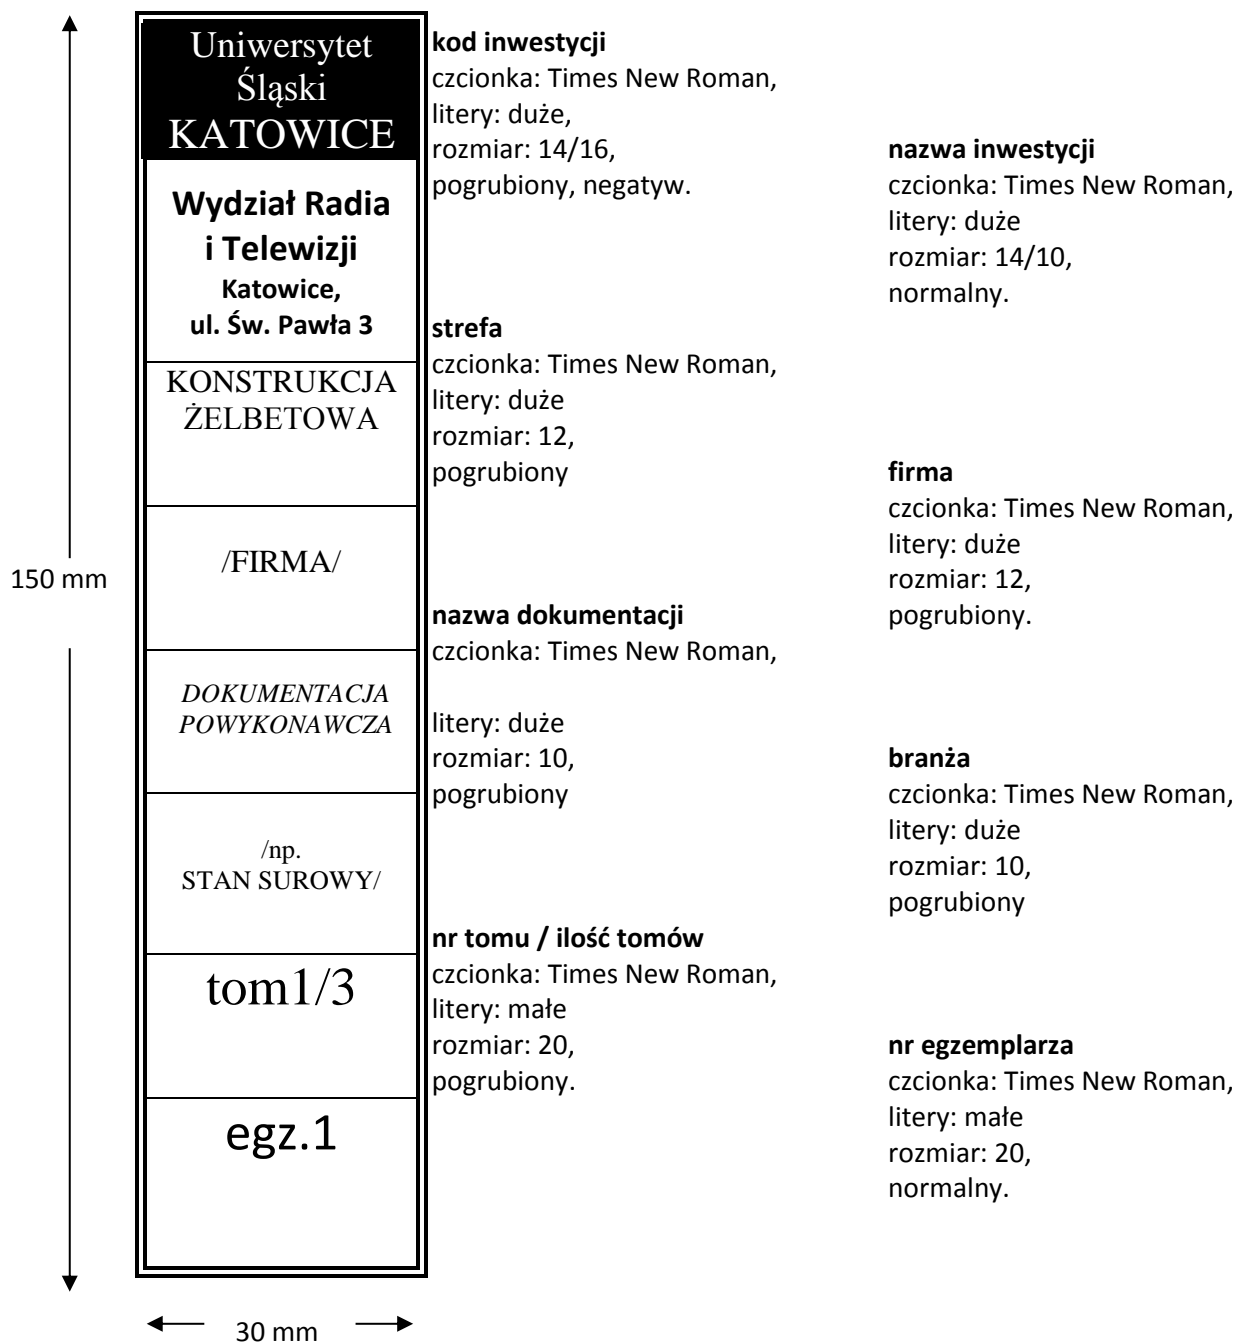 Uniwersytet
Śląski
KATOWICE
Wydział Radia
i Telewizji
Katowice,
ul. Św. Pawła 3
KONSTRUKCJA
ŻELBETOWA
/FIRMA/
DOKUMENTACJA
POWYKONAWCZA
/np.
STAN SUROWY/
tom1/3
egz.1
150 mm
30 mm
kod inwestycji
czcionka: Times New Roman,
litery: duże,
rozmiar: 14/16,
pogrubiony, negatyw.
strefa
czcionka: Times New Roman,
litery: duże
rozmiar: 12,
pogrubiony
nazwa dokumentacji
czcionka: Times New Roman,
litery: duże
rozmiar: 10,
pogrubiony
nr tomu / ilość tomów
czcionka: Times New Roman,
litery: małe
rozmiar: 20,
pogrubiony.
nazwa inwestycji
czcionka: Times New Roman,
litery: duże
rozmiar: 14/10,
normalny.
firma
czcionka: Times New Roman,
litery: duże
rozmiar: 12,
pogrubiony.
branża
czcionka: Times New Roman,
litery: duże
rozmiar: 10,
pogrubiony
nr egzemplarza
czcionka: Times New Roman,
litery: małe
rozmiar: 20,
normalny.